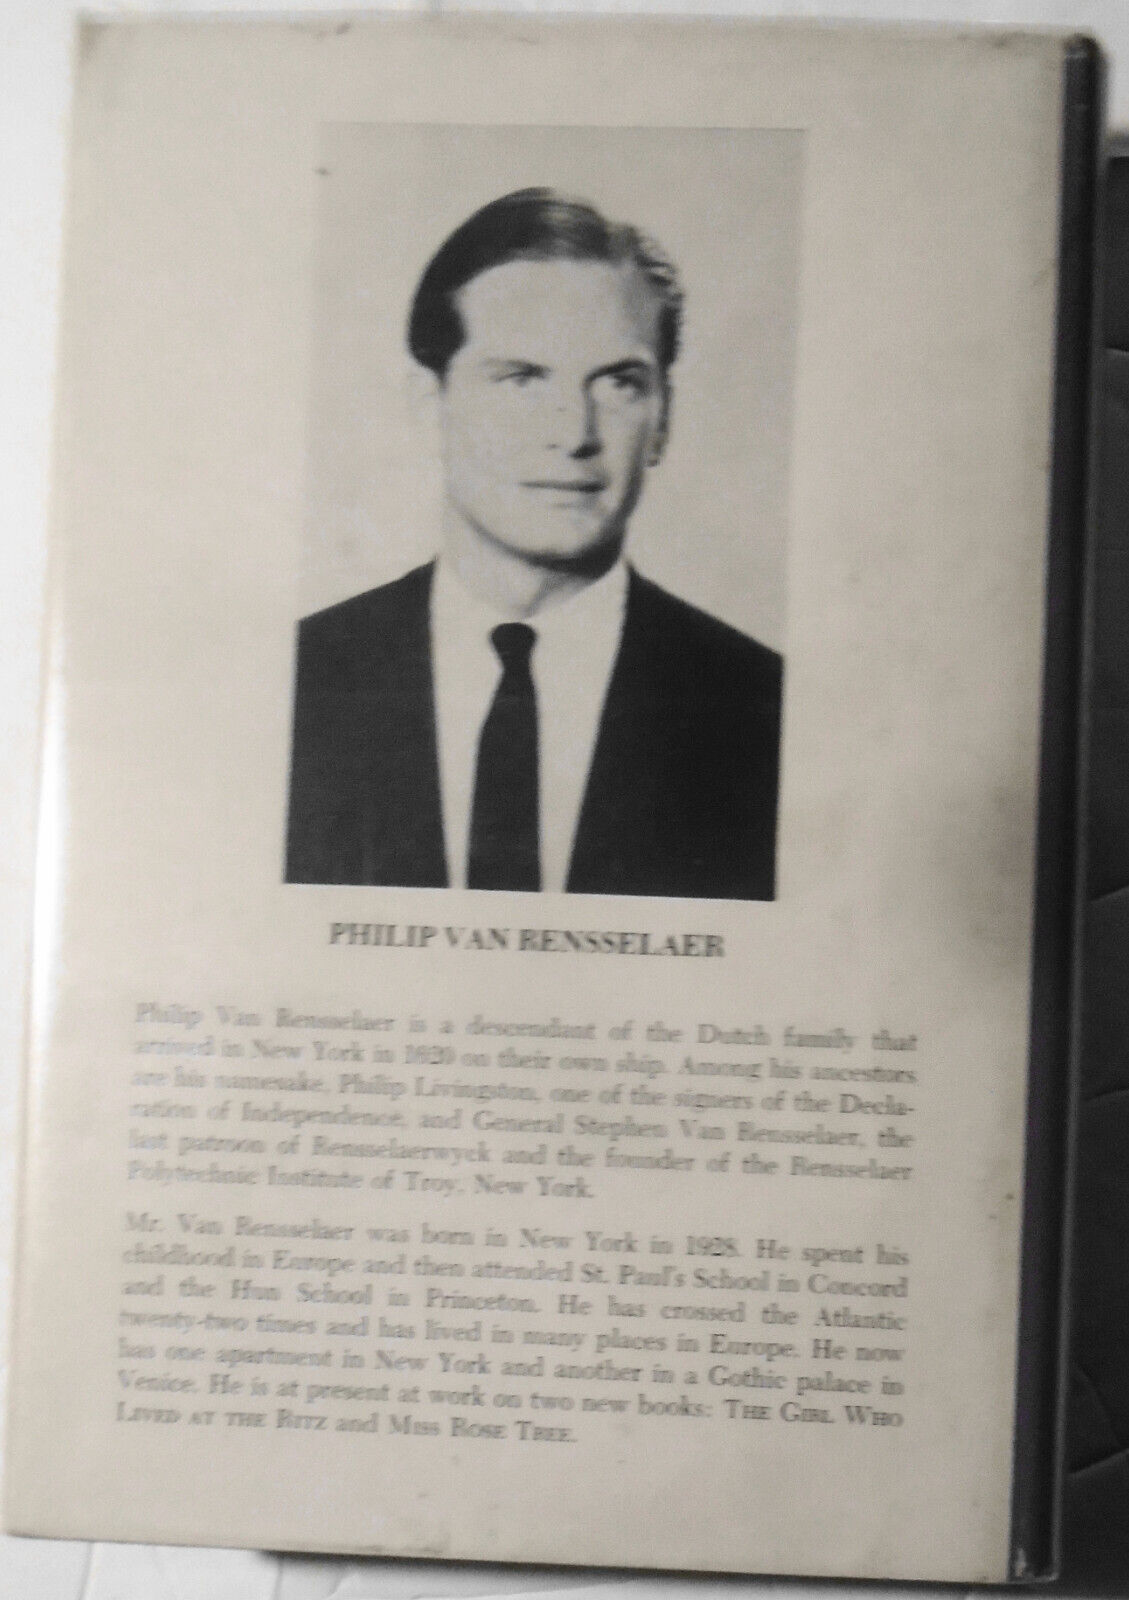 PHILIP VAN RENSSELAER
Philip Van Rensselaer is a descendant of the Dutch family that
arrived in New York in 1620 on their own ship. Among his ancestors
are his namesake, Philip Livingston, one of the signers of the Decla-
ration of Independence, and General Stephen Van Rensselaer, the
last patroon of Rensselaerwyck and the founder of the Rensselaer
Polytechnic Institute of Troy, New York.
Mr. Van Rensselaer was born in New York in 1928. He spent his
childhood in Europe and then attended St. Paul's School in Concord
and the Hun School in Princeton. He has crossed the Atlantic
twenty-two times and has lived in many places in Europe. He now
has one apartment in New York and another in a Gothic palace in
Venice. He is at present at work on two new books: THE GIRL WHO
LIVED AT THE RITZ and MISS ROSE TREE.